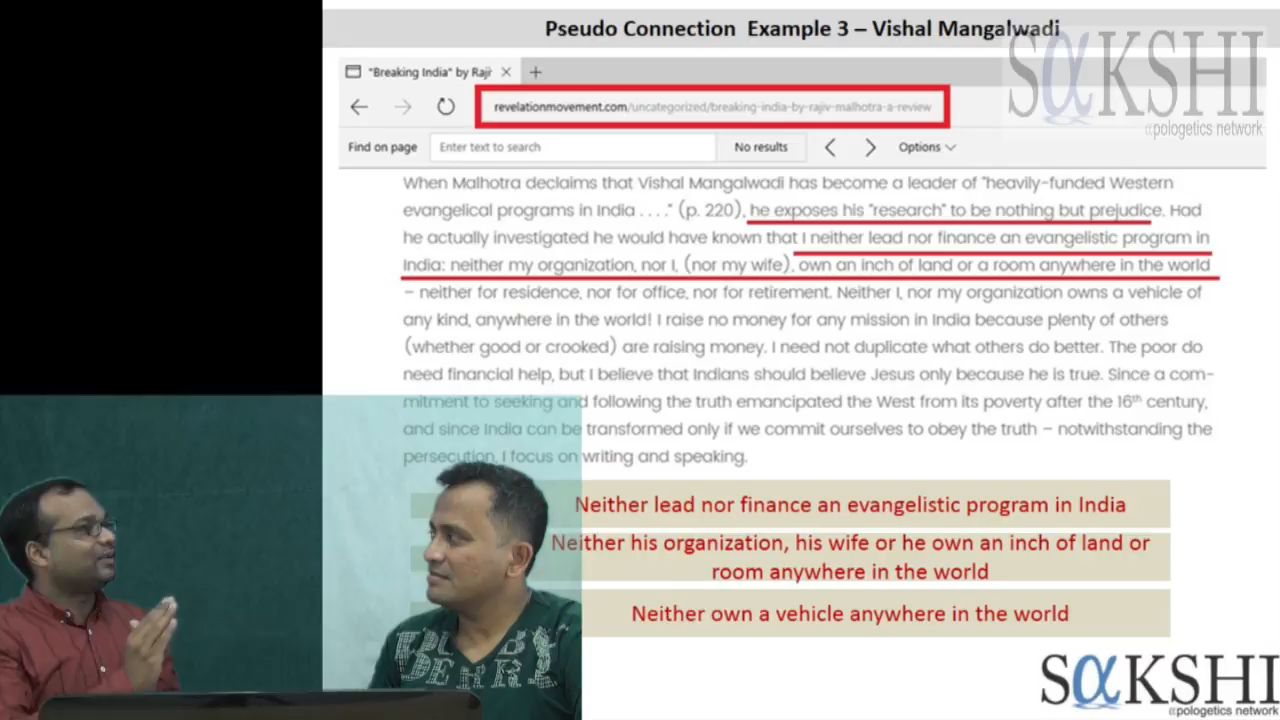 Pseudo Connection  Example 3 – Vishal Mangalwadi
SαKSHI
αpologetics network
"Breaking India" by Rajiv
revelationmovement.com/uncategorized/breaking-india-by-rajiv-malhotra-a-review
Find on page
Enter text to search
No results
Options
When Malhotra declaims that Vishal Mangalwadi has become a leader of "heavily-funded Western
evangelical programs in India . . . ." (p. 220), he exposes his "research" to be nothing but prejudice. Had
he actually investigated he would have known that I neither lead nor finance an evangelistic program in
India: neither my organization, nor I, (nor my wife), own an inch of land or a room anywhere in the world
– neither for residence, nor for office, nor for retirement. Neither I, nor my organization owns a vehicle of
any kind, anywhere in the world! I raise no money for any mission in India because plenty of others
(whether good or crooked) are raising money. I need not duplicate what others do better. The poor do
need financial help, but I believe that Indians should believe Jesus only because he is true. Since a com-
mitment to seeking and following the truth emancipated the West from its poverty after the 16th century,
and since India can be transformed only if we commit ourselves to obey the truth – notwithstanding the
persecution, I focus on writing and speaking.
Neither lead nor finance an evangelistic program in India
Neither his organization, his wife or he own an inch of land or
room anywhere in the world
Neither own a vehicle anywhere in the world
SαKSHI
αpologetics network